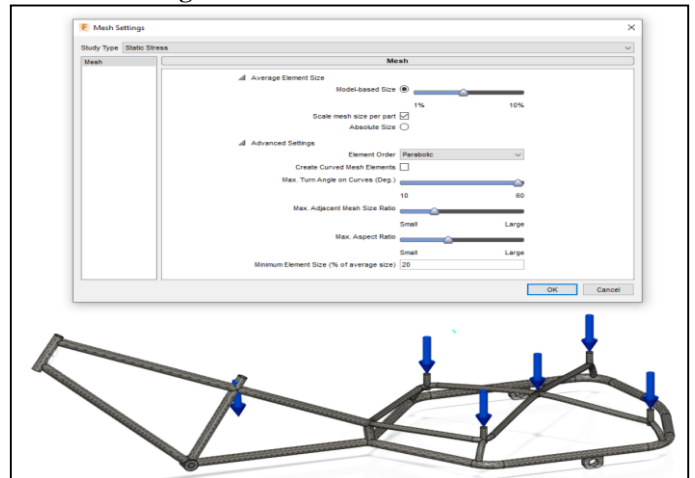 Mesh Settings
Study Type Static Stress
Mesh
Mesh
Average Element Size
Model-based Size
1% 10%
Scale mesh size per part
Absolute Size
Advanced Settings
Element Order Parabolic
Create Curved Mesh Elements
Max. Turn Angle on Curves (Deg.)
10 60
Max. Adjacent Mesh Size Ratio
Small Large
Max. Aspect Ratio
Small Large
Minimum Element Size (% of average size) 20
OK Cancel